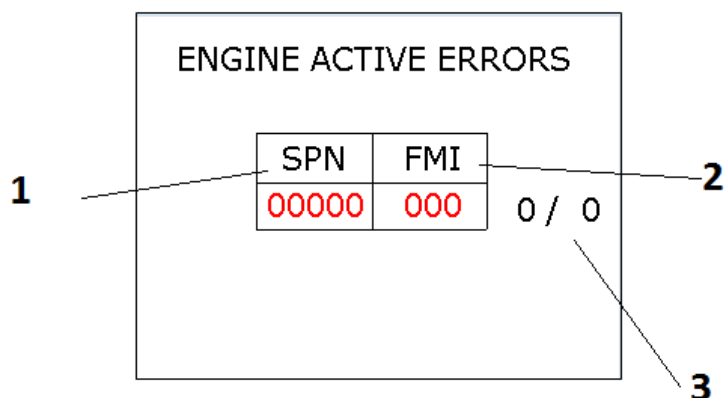 ENGINE ACTIVE ERRORS
1
SPN FMI
2
00000 000 0 / 0
3